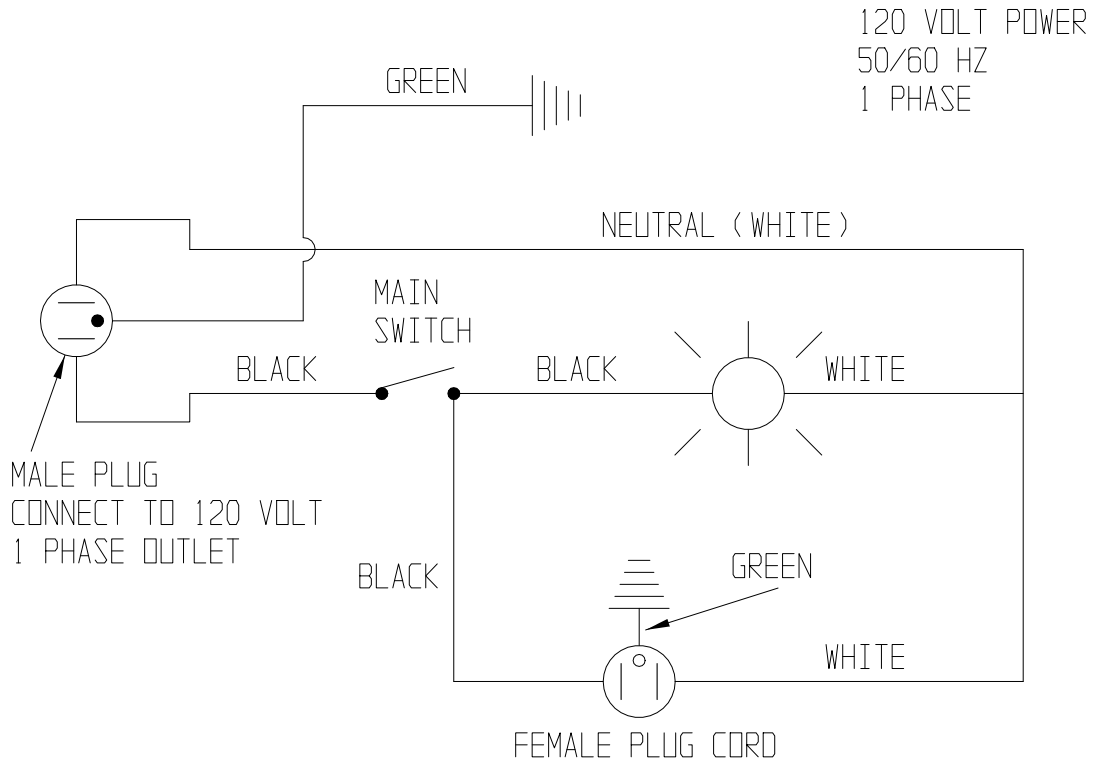 120 VOLT POWER
50/60 HZ
1 PHASE
GREEN
NEUTRAL (WHITE)
MAIN
SWITCH
BLACK
BLACK
WHITE
MALE PLUG
CONNECT TO 120 VOLT
1 PHASE OUTLET
BLACK
GREEN
WHITE
FEMALE PLUG CORD